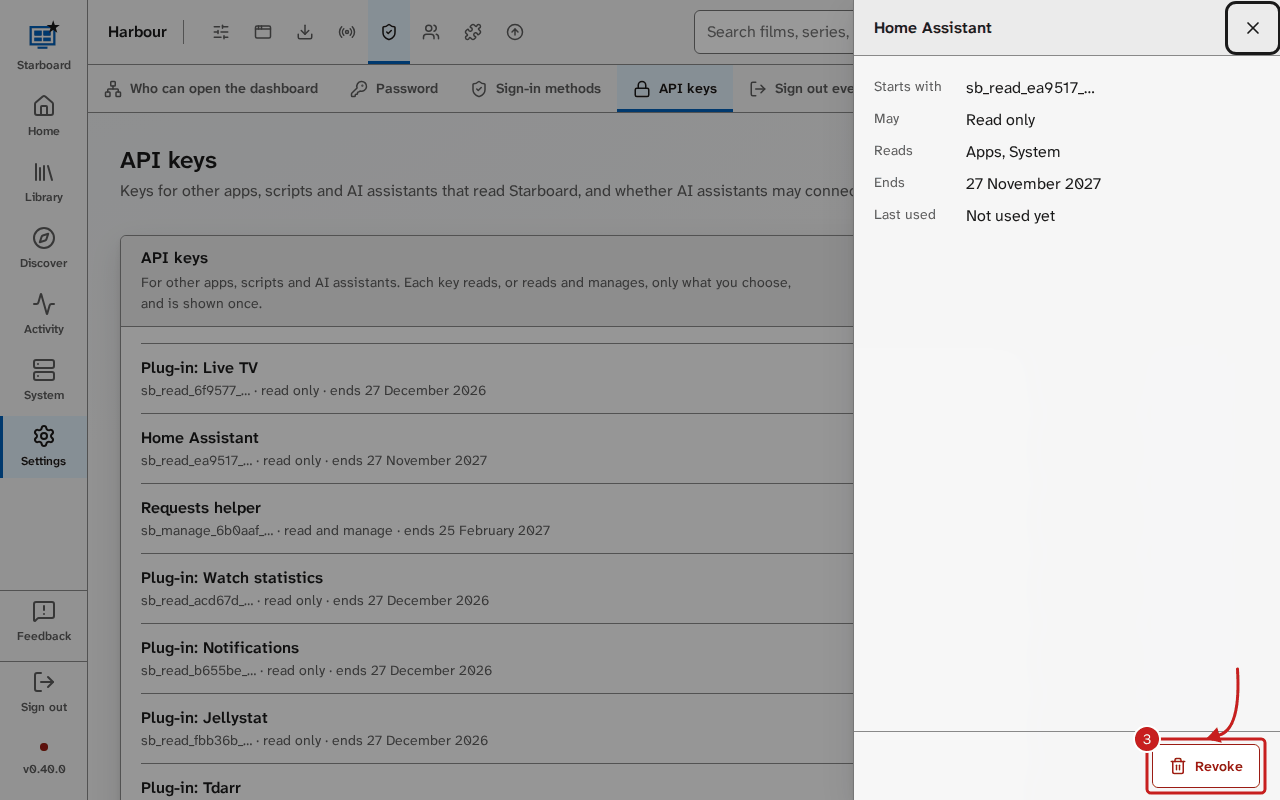 Starboard
Home
Library
Discover
Activity
System
Settings
Feedback
Sign out
v0.40.0
Harbour
Search films, series,
Who can open the dashboard
Password
Sign-in methods
API keys
Sign out eve
API keys
Keys for other apps, scripts and AI assistants that read Starboard, and whether AI assistants may connec
API keys
For other apps, scripts and AI assistants. Each key reads, or reads and manages, only what you choose,
and is shown once.
Plug-in: Live TV
sb_read_6f9577_… · read only · ends 27 December 2026
Home Assistant
sb_read_ea9517_… · read only · ends 27 November 2027
Requests helper
sb_manage_6b0aaf_… · read and manage · ends 25 February 2027
Plug-in: Watch statistics
sb_read_acd67d_… · read only · ends 27 December 2026
Plug-in: Notifications
sb_read_b655be_… · read only · ends 27 December 2026
Plug-in: Jellystat
sb_read_fbb36b_… · read only · ends 27 December 2026
Plug-in: Tdarr
Home Assistant
Starts with sb_read_ea9517_…
May Read only
Reads Apps, System
Ends 27 November 2027
Last used Not used yet
3
Revoke